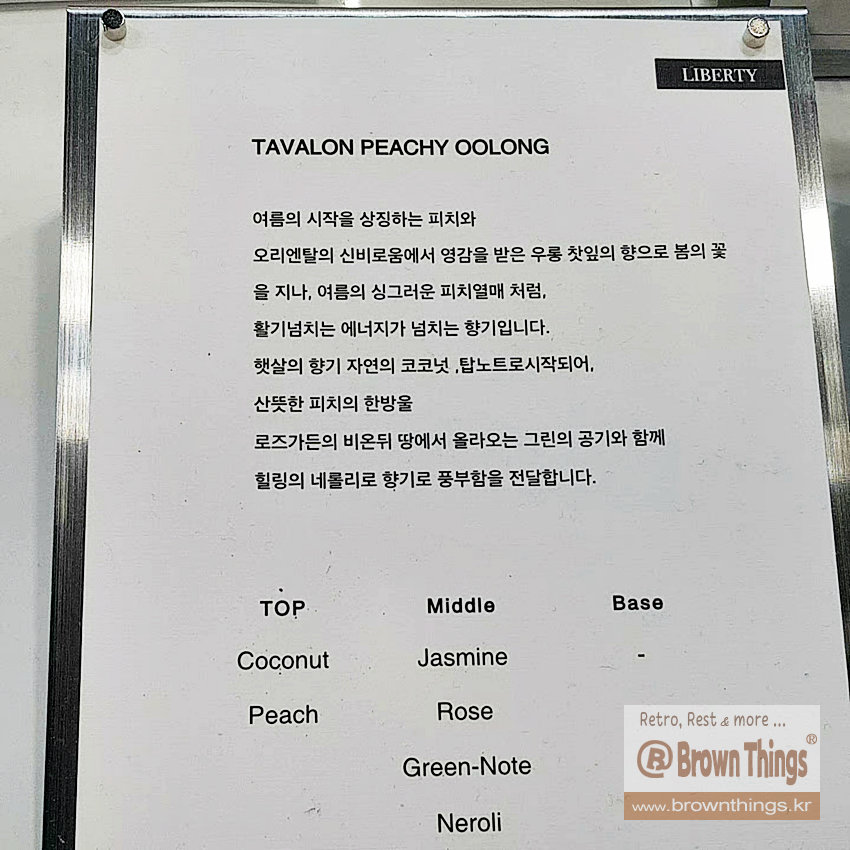 LIBERTY
TAVALON PEACHY OOLONG
여름의 시작을 상징하는 피치와
오리엔탈의 신비로움에서 영감을 받은 우롱 찻잎의 향으로 봄의 꽃
을 지나, 여름의 싱그러운 피치열매 처럼,
활기넘치는 에너지가 넘치는 향기입니다.
햇살의 향기 자연의 코코넛 ,탑노트로시작되어,
산뜻한 피치의 한방울
로즈가든의 비온뒤 땅에서 올라오는 그린의 공기와 함께
힐링의 네롤리로 향기로 풍부함을 전달합니다.
TOP Middle Base
Coconut Jasmine -
Peach Rose
Green-Note
Neroli
Retro, Rest & more ...
® Brown Things®
www.brownthings.kr